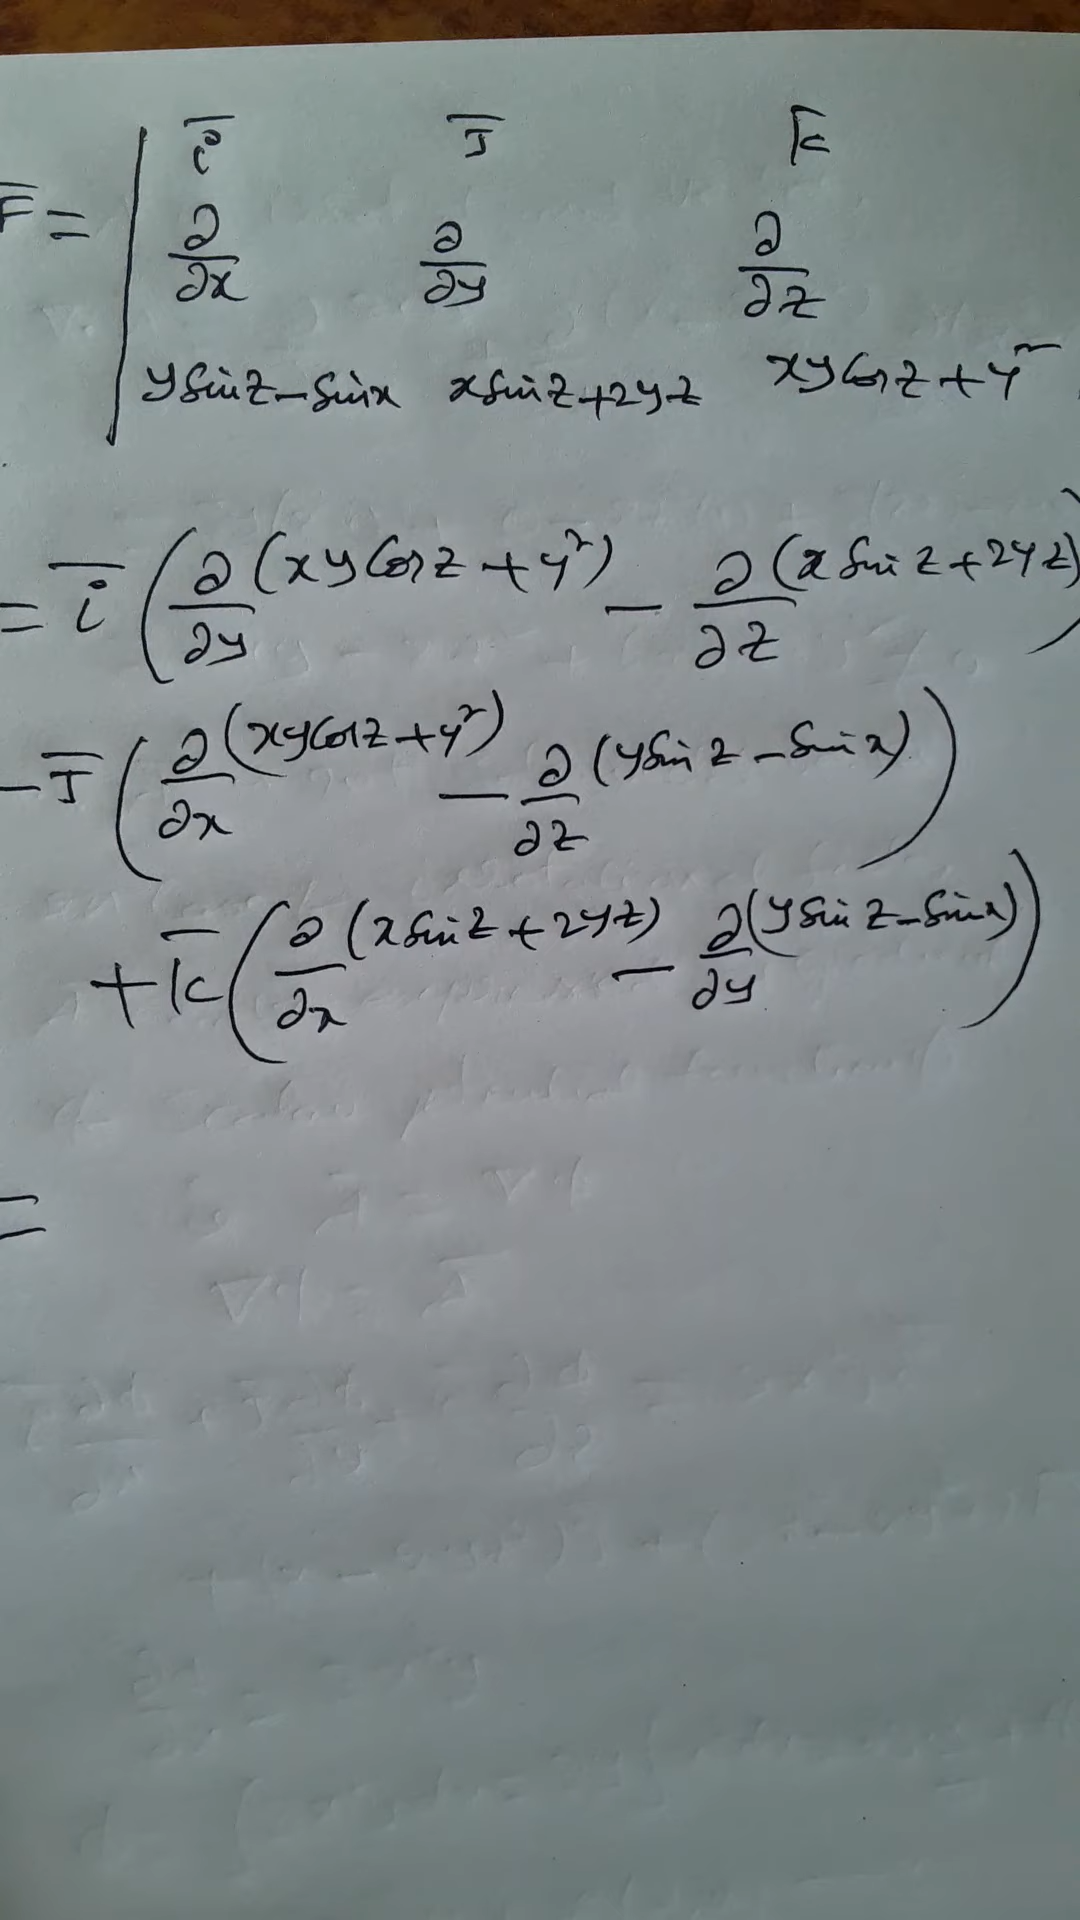 i̅ J̅ k̅
F̅ = | ∂/∂x ∂/∂y ∂/∂z
y sin z − sin x x sin z + 2yz xy cos z + y²
= i̅ ( ∂/∂y (xy cos z + y²) − ∂/∂z (x sin z + 2yz) )
− J̅ ( ∂/∂x (xy cos z + y²) − ∂/∂z (y sin z − sin x) )
+ k̅ ( ∂/∂x (x sin z + 2yz) − ∂/∂y (y sin z − sin x) )
=